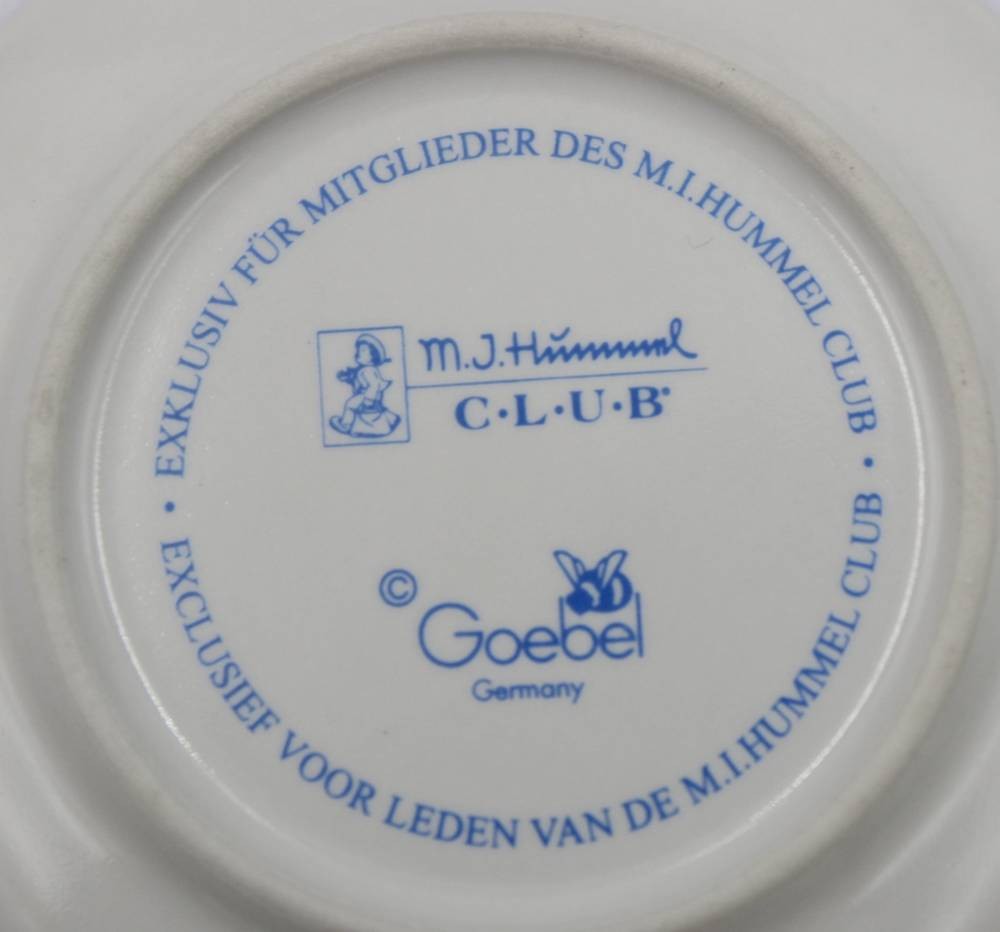 • EXKLUSIV FÜR MITGLIEDER DES M.I.HUMMEL CLUB •
M.J.Hummel
C·L·U·B®
© Goebel
Germany
EXCLUSIEF VOOR LEDEN VAN DE M.I.HUMMEL CLUB